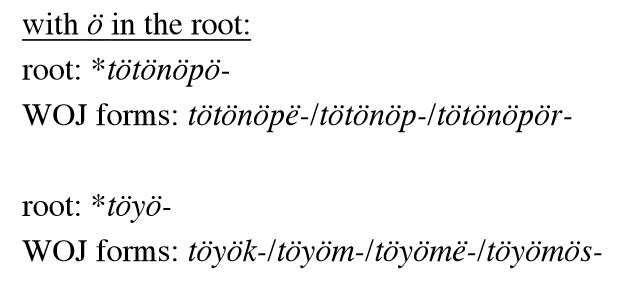 with ö in the root:
root: *tötönöpö-
WOJ forms: tötönöpë-/tötönöp-/tötönöpör-
root: *töyö-
WOJ forms: töyök-/töyöm-/töyömë-/töyömös-